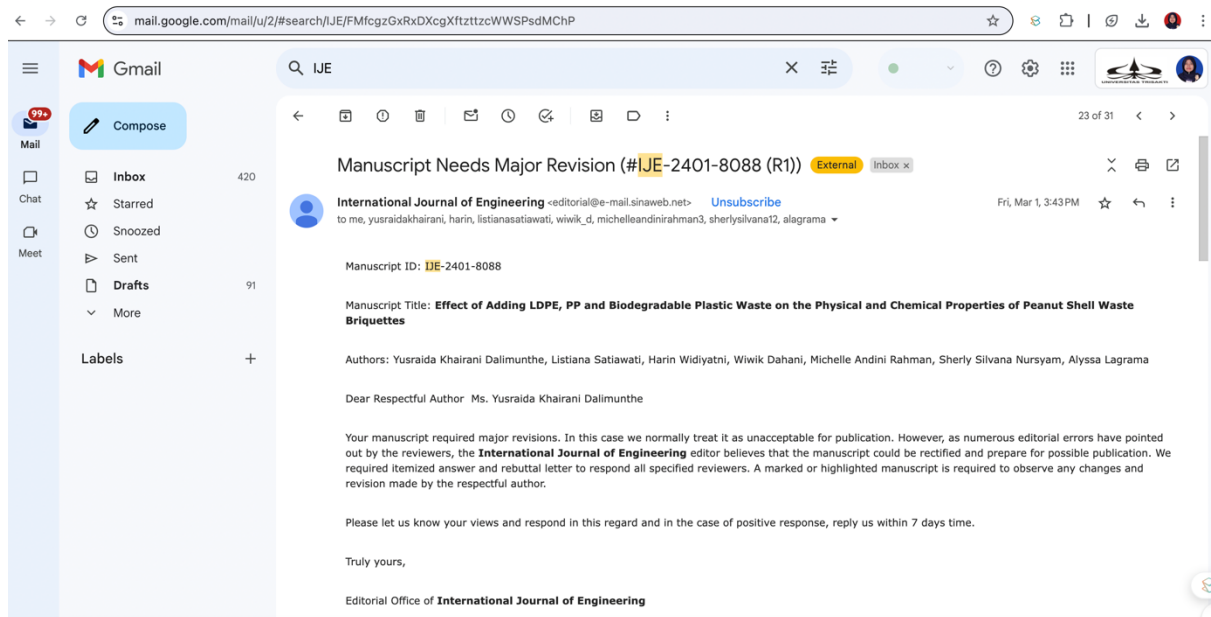 mail.google.com/mail/u/2/#search/IJE/FMfcgzGxRxDXcgXftzttzcWWSPsdMChP
Gmail
IJE
UNIVERSITAS TRISAKTI
99+
Mail
Compose
23 of 31
Chat
Meet
Inbox 420
Starred
Snoozed
Sent
Drafts 91
More
Labels
Manuscript Needs Major Revision (#IJE-2401-8088 (R1)) External Inbox ×
International Journal of Engineering <editorial@e-mail.sinaweb.net> Unsubscribe Fri, Mar 1, 3:43 PM
to me, yusraidakhairani, harin, listianasatiawati, wiwik_d, michelleandinirahman3, sherlysilvana12, alagrama
Manuscript ID: IJE-2401-8088
Manuscript Title: Effect of Adding LDPE, PP and Biodegradable Plastic Waste on the Physical and Chemical Properties of Peanut Shell Waste
Briquettes
Authors: Yusraida Khairani Dalimunthe, Listiana Satiawati, Harin Widiyatni, Wiwik Dahani, Michelle Andini Rahman, Sherly Silvana Nursyam, Alyssa Lagrama
Dear Respectful Author Ms. Yusraida Khairani Dalimunthe
Your manuscript required major revisions. In this case we normally treat it as unacceptable for publication. However, as numerous editorial errors have pointed
out by the reviewers, the International Journal of Engineering editor believes that the manuscript could be rectified and prepare for possible publication. We
required itemized answer and rebuttal letter to respond all specified reviewers. A marked or highlighted manuscript is required to observe any changes and
revision made by the respectful author.
Please let us know your views and respond in this regard and in the case of positive response, reply us within 7 days time.
Truly yours,
Editorial Office of International Journal of Engineering